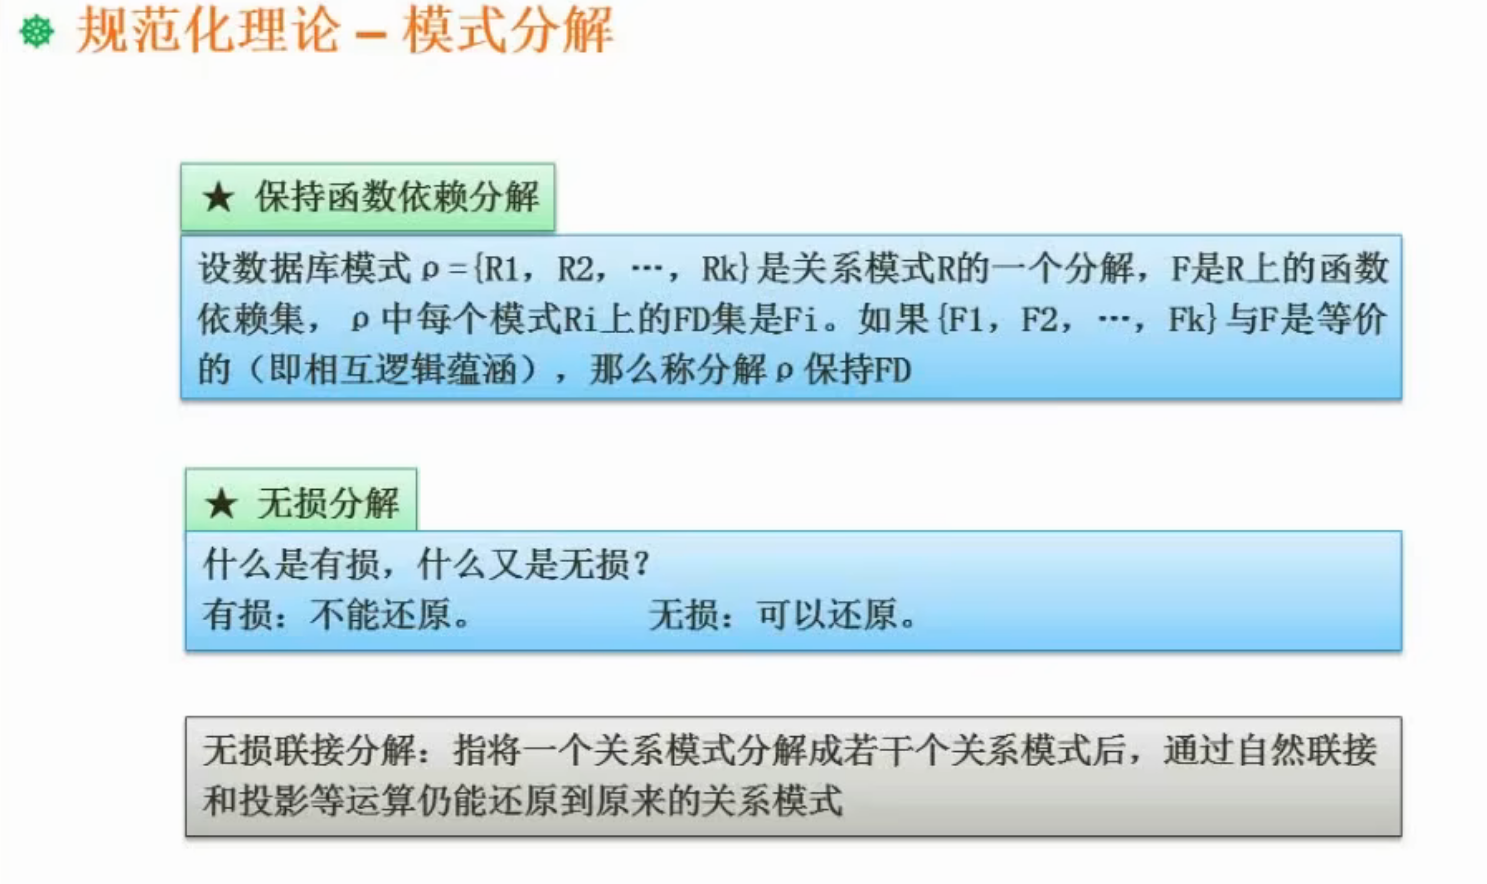 规范化理论 – 模式分解
★ 保持函数依赖分解
设数据库模式ρ={R1, R2, …, Rk}是关系模式R的一个分解, F是R上的函数
依赖集, ρ中每个模式Ri上的FD集是Fi。如果{F1, F2, …, Fk}与F是等价
的（即相互逻辑蕴涵）, 那么称分解ρ保持FD
★ 无损分解
什么是有损, 什么又是无损?
有损: 不能还原。 无损: 可以还原。
无损联接分解: 指将一个关系模式分解成若干个关系模式后, 通过自然联接
和投影等运算仍能还原到原来的关系模式